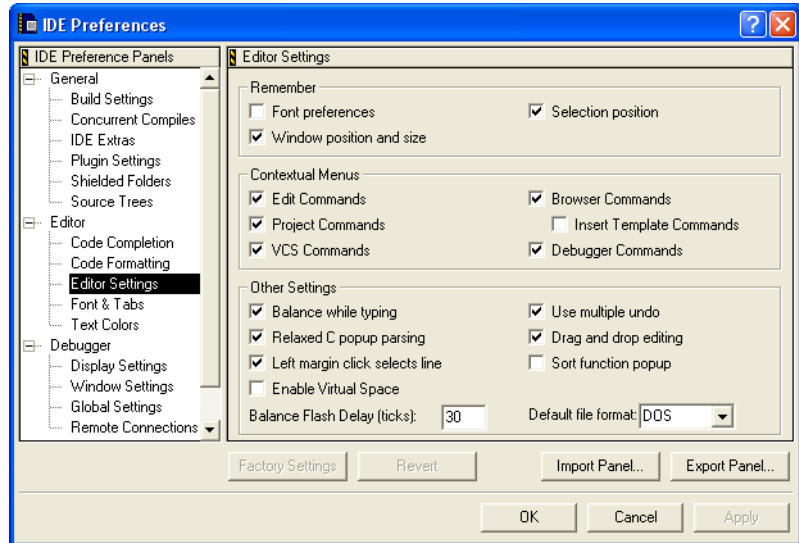 IDE Preferences
IDE Preference Panels
General
Build Settings
Concurrent Compiles
IDE Extras
Plugin Settings
Shielded Folders
Source Trees
Editor
Code Completion
Code Formatting
Editor Settings
Font & Tabs
Text Colors
Debugger
Display Settings
Window Settings
Global Settings
Remote Connections
Editor Settings
Remember
Font preferences
Selection position
Window position and size
Contextual Menus
Edit Commands
Browser Commands
Project Commands
Insert Template Commands
VCS Commands
Debugger Commands
Other Settings
Balance while typing
Use multiple undo
Relaxed C popup parsing
Drag and drop editing
Left margin click selects line
Sort function popup
Enable Virtual Space
Balance Flash Delay (ticks): 30
Default file format: DOS
Factory Settings
Revert
Import Panel...
Export Panel...
OK
Cancel
Apply